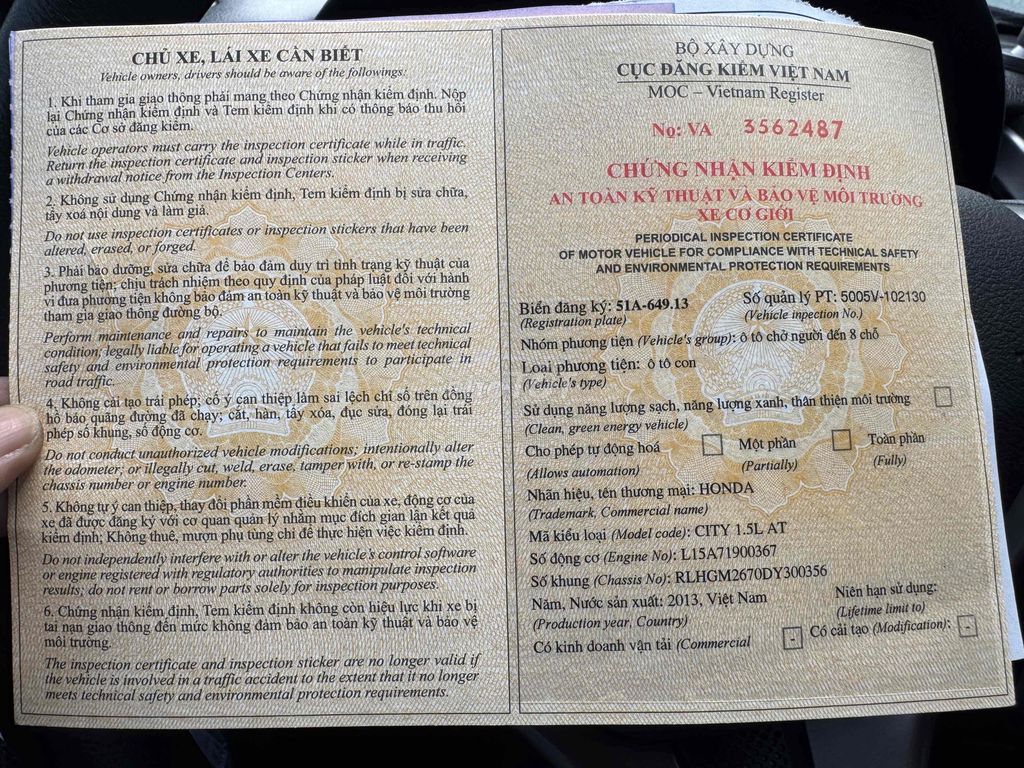 CHỦ XE, LÁI XE CẦN BIẾT
Vehicle owners, drivers should be aware of the followings:
1. Khi tham gia giao thông phải mang theo Chứng nhận kiểm định. Nộp
lại Chứng nhận kiểm định và Tem kiểm định khi có thông báo thu hồi
của các Cơ sở đăng kiểm.
Vehicle operators must carry the inspection certificate while in traffic.
Return the inspection certificate and inspection sticker when receiving
a withdrawal notice from the Inspection Centers.
2. Không sử dụng Chứng nhận kiểm định, Tem kiểm định bị sửa chữa,
tẩy xoá nội dung và làm giả.
Do not use inspection certificates or inspection stickers that have been
altered, erased, or forged.
3. Phải bảo dưỡng, sửa chữa để bảo đảm duy trì tình trạng kỹ thuật của
phương tiện; chịu trách nhiệm theo quy định của pháp luật đối với hành
vi đưa phương tiện không bảo đảm an toàn kỹ thuật và bảo vệ môi trường
tham gia giao thông đường bộ.
Perform maintenance and repairs to maintain the vehicle's technical
condition; legally liable for operating a vehicle that fails to meet technical
safety and environmental protection requirements to participate in
road traffic.
4. Không cải tạo trái phép; cố ý can thiệp làm sai lệch chỉ số trên đồng
hồ báo quãng đường đã chạy; cắt, hàn, tẩy xóa, đục sửa, đóng lại trái
phép số khung, số động cơ.
Do not conduct unauthorized vehicle modifications; intentionally alter
the odometer; or illegally cut, weld, erase, tamper with, or re-stamp the
chassis number or engine number.
5. Không tự ý can thiệp, thay đổi phần mềm điều khiển của xe, động cơ của
xe đã được đăng ký với cơ quan quản lý nhằm mục đích gian lận kết quả
kiểm định; Không thuê, mượn phụ tùng chỉ để thực hiện việc kiểm định.
Do not independently interfere with or alter the vehicle's control software
or engine registered with regulatory authorities to manipulate inspection
results; do not rent or borrow parts solely for inspection purposes.
6. Chứng nhận kiểm định, Tem kiểm định không còn hiệu lực khi xe bị
tai nạn giao thông đến mức không đảm bảo an toàn kỹ thuật và bảo vệ
môi trường.
The inspection certificate and inspection sticker are no longer valid if
the vehicle is involved in a traffic accident to the extent that it no longer
meets technical safety and environmental protection requirements.
BỘ XÂY DỰNG
CỤC ĐĂNG KIỂM VIỆT NAM
MOC – Vietnam Register
No: VA 3562487
CHỨNG NHẬN KIỂM ĐỊNH
AN TOÀN KỸ THUẬT VÀ BẢO VỆ MÔI TRƯỜNG
XE CƠ GIỚI
PERIODICAL INSPECTION CERTIFICATE
OF MOTOR VEHICLE FOR COMPLIANCE WITH TECHNICAL SAFETY
AND ENVIRONMENTAL PROTECTION REQUIREMENTS
Biển đăng ký: 51A-649.13 Số quản lý PT: 5005V-102130
(Registration plate) (Vehicle inspection No.)
Nhóm phương tiện (Vehicle's group): ô tô chở người đến 8 chỗ
Loại phương tiện: ô tô con
(Vehicle's type)
Sử dụng năng lượng sạch, năng lượng xanh, thân thiện môi trường
(Clean, green energy vehicle)
Cho phép tự động hoá Một phần Toàn phần
(Allows automation) (Partially) (Fully)
Nhãn hiệu, tên thương mại: HONDA
(Trademark, Commercial name)
Mã kiểu loại (Model code): CITY 1.5L AT
Số động cơ (Engine No): L15A71900367
Số khung (Chassis No): RLHGM2670DY300356
Năm, Nước sản xuất: 2013, Việt Nam Niên hạn sử dụng:
(Production year, Country) (Lifetime limit to)
Có kinh doanh vận tải (Commercial - Có cải tạo (Modification): -